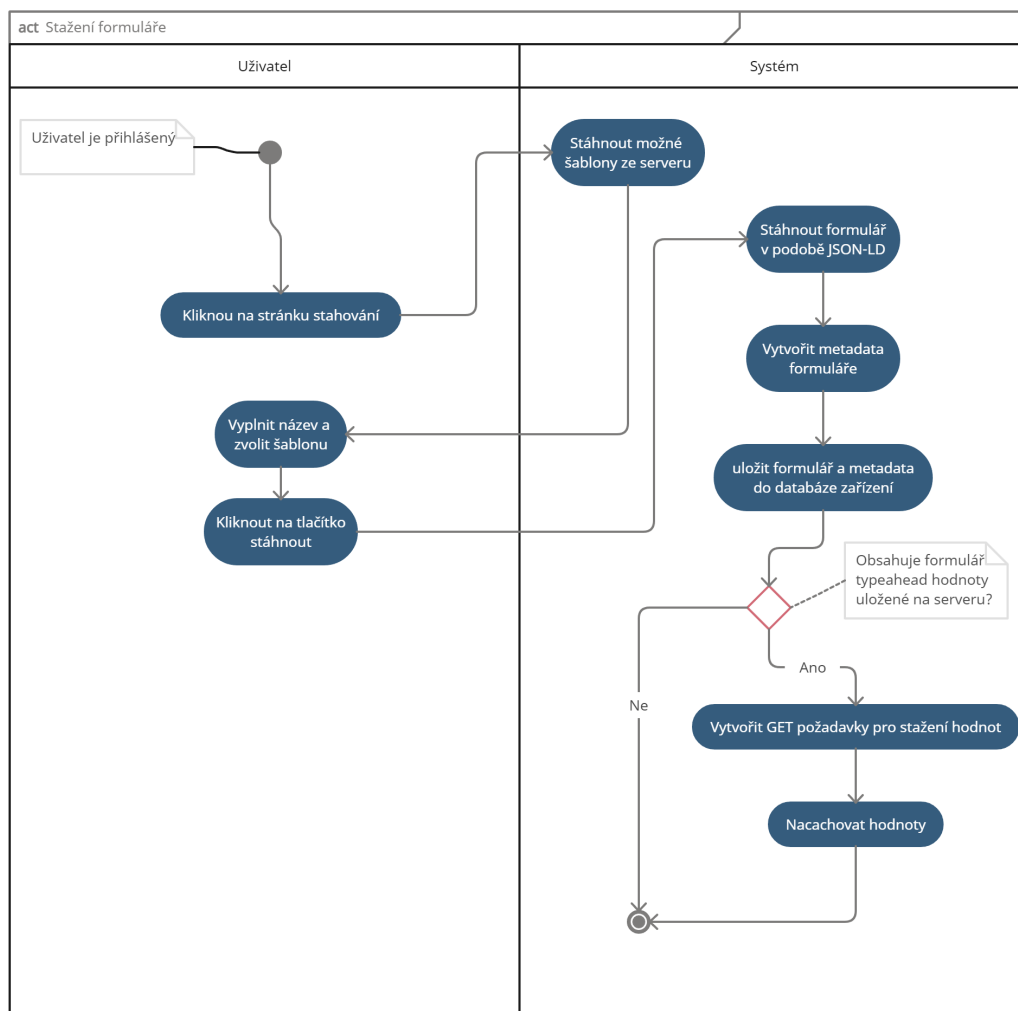 act Stažení formuláře
Uživatel
Systém
Uživatel je přihlášený
Stáhnout možné
šablony ze serveru
Stáhnout formulář
v podobě JSON-LD
Kliknou na stránku stahování
Vytvořit metadata
formuláře
Vyplnit název a
zvolit šablonu
uložit formulář a metadata
do databáze zařízení
Kliknout na tlačítko
stáhnout
Obsahuje formulář
typeahead hodnoty
uložené na serveru?
Ano
Ne
Vytvořit GET požadavky pro stažení hodnot
Nacachovat hodnoty